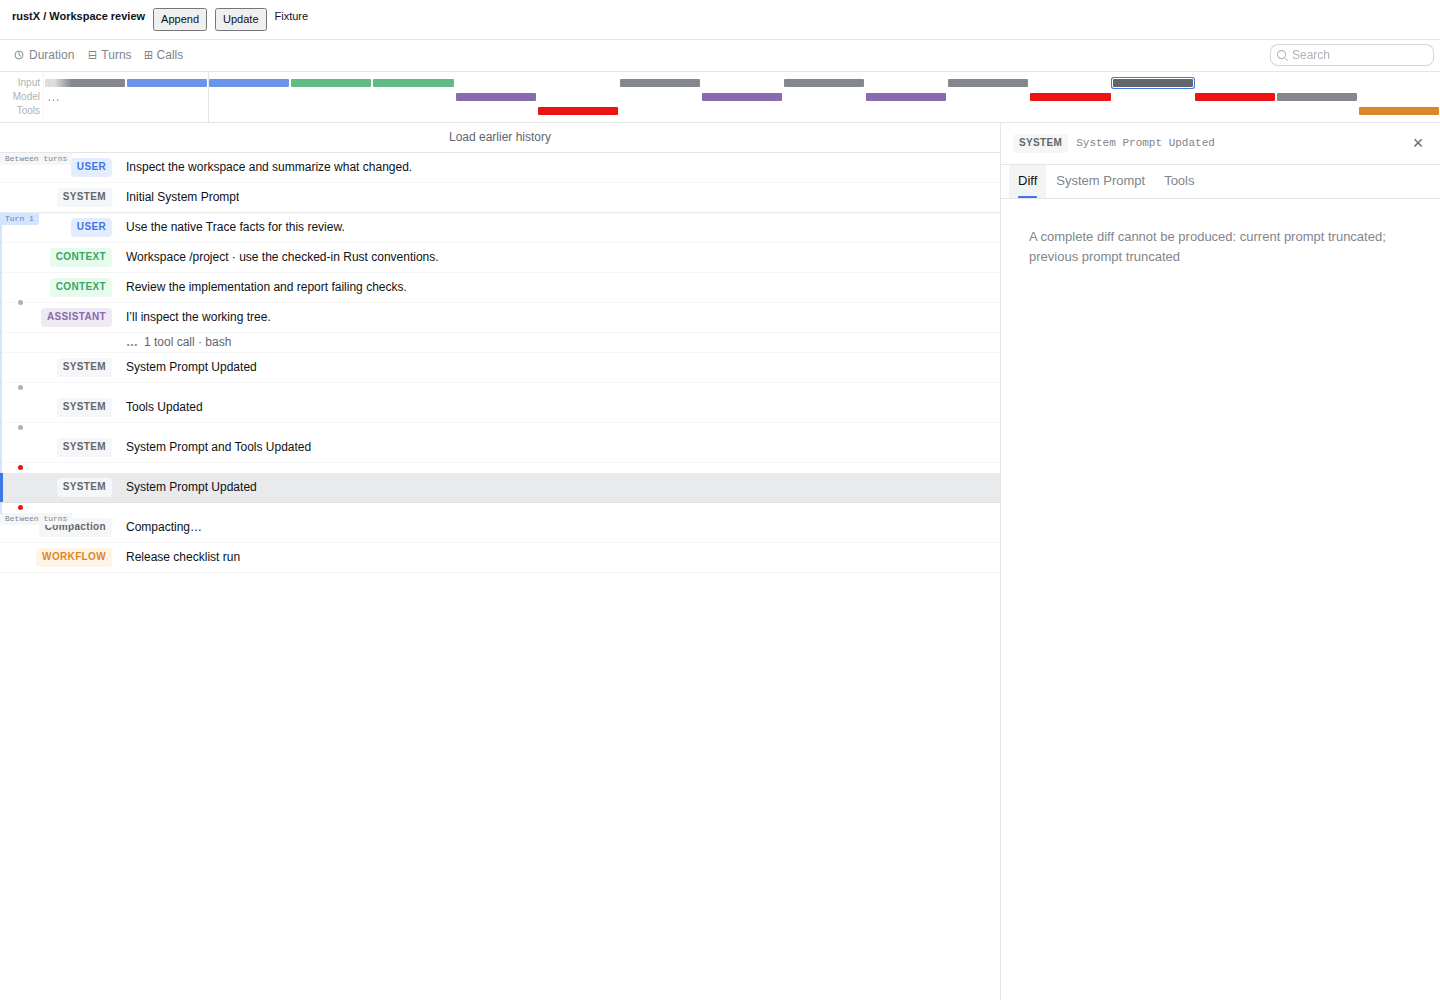 rustX / Workspace review Append Update Fixture
Duration Turns Calls Search
Input
Model ...
Tools
Load earlier history
Between turns
USER Inspect the workspace and summarize what changed.
SYSTEM Initial System Prompt
Turn 1
USER Use the native Trace facts for this review.
CONTEXT Workspace /project · use the checked-in Rust conventions.
CONTEXT Review the implementation and report failing checks.
ASSISTANT I'll inspect the working tree.
... 1 tool call · bash
SYSTEM System Prompt Updated
SYSTEM Tools Updated
SYSTEM System Prompt and Tools Updated
SYSTEM System Prompt Updated
Between turns
Compaction Compacting…
WORKFLOW Release checklist run
SYSTEM System Prompt Updated ×
Diff System Prompt Tools
A complete diff cannot be produced: current prompt truncated;
previous prompt truncated